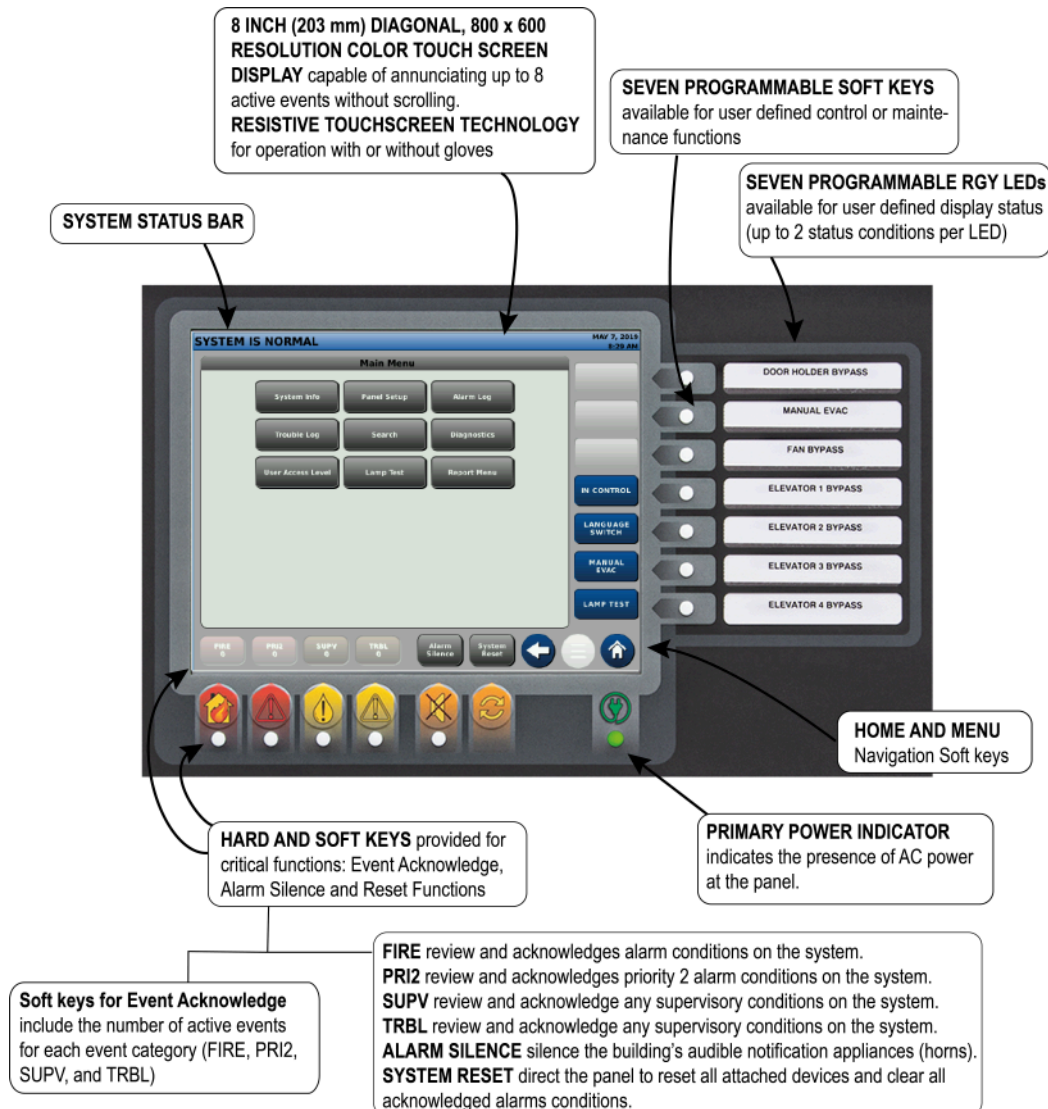 8 INCH (203 mm) DIAGONAL, 800 x 600
RESOLUTION COLOR TOUCH SCREEN
DISPLAY capable of annunciating up to 8
active events without scrolling.
RESISTIVE TOUCHSCREEN TECHNOLOGY
for operation with or without gloves
SEVEN PROGRAMMABLE SOFT KEYS
available for user defined control or mainte-
nance functions
SEVEN PROGRAMMABLE RGY LEDs
available for user defined display status
(up to 2 status conditions per LED)
SYSTEM STATUS BAR
SYSTEM IS NORMAL
MAY 7, 2019
8:29 AM
Main Menu
System Info
Panel Setup
Alarm Log
Trouble Log
Search
Diagnostics
User Access Level
Lamp Test
Report Menu
IN CONTROL
LANGUAGE
SWITCH
MANUAL
EVAC
LAMP TEST
DOOR HOLDER BYPASS
MANUAL EVAC
FAN BYPASS
ELEVATOR 1 BYPASS
ELEVATOR 2 BYPASS
ELEVATOR 3 BYPASS
ELEVATOR 4 BYPASS
FIRE
PRI2
SUPV
TRBL
Alarm
Silence
System
Reset
HOME AND MENU
Navigation Soft keys
HARD AND SOFT KEYS provided for
critical functions: Event Acknowledge,
Alarm Silence and Reset Functions
PRIMARY POWER INDICATOR
indicates the presence of AC power
at the panel.
Soft keys for Event Acknowledge
include the number of active events
for each event category (FIRE, PRI2,
SUPV, and TRBL)
FIRE review and acknowledges alarm conditions on the system.
PRI2 review and acknowledges priority 2 alarm conditions on the system.
SUPV review and acknowledge any supervisory conditions on the system.
TRBL review and acknowledge any supervisory conditions on the system.
ALARM SILENCE silence the building's audible notification appliances (horns).
SYSTEM RESET direct the panel to reset all attached devices and clear all
acknowledged alarms conditions.